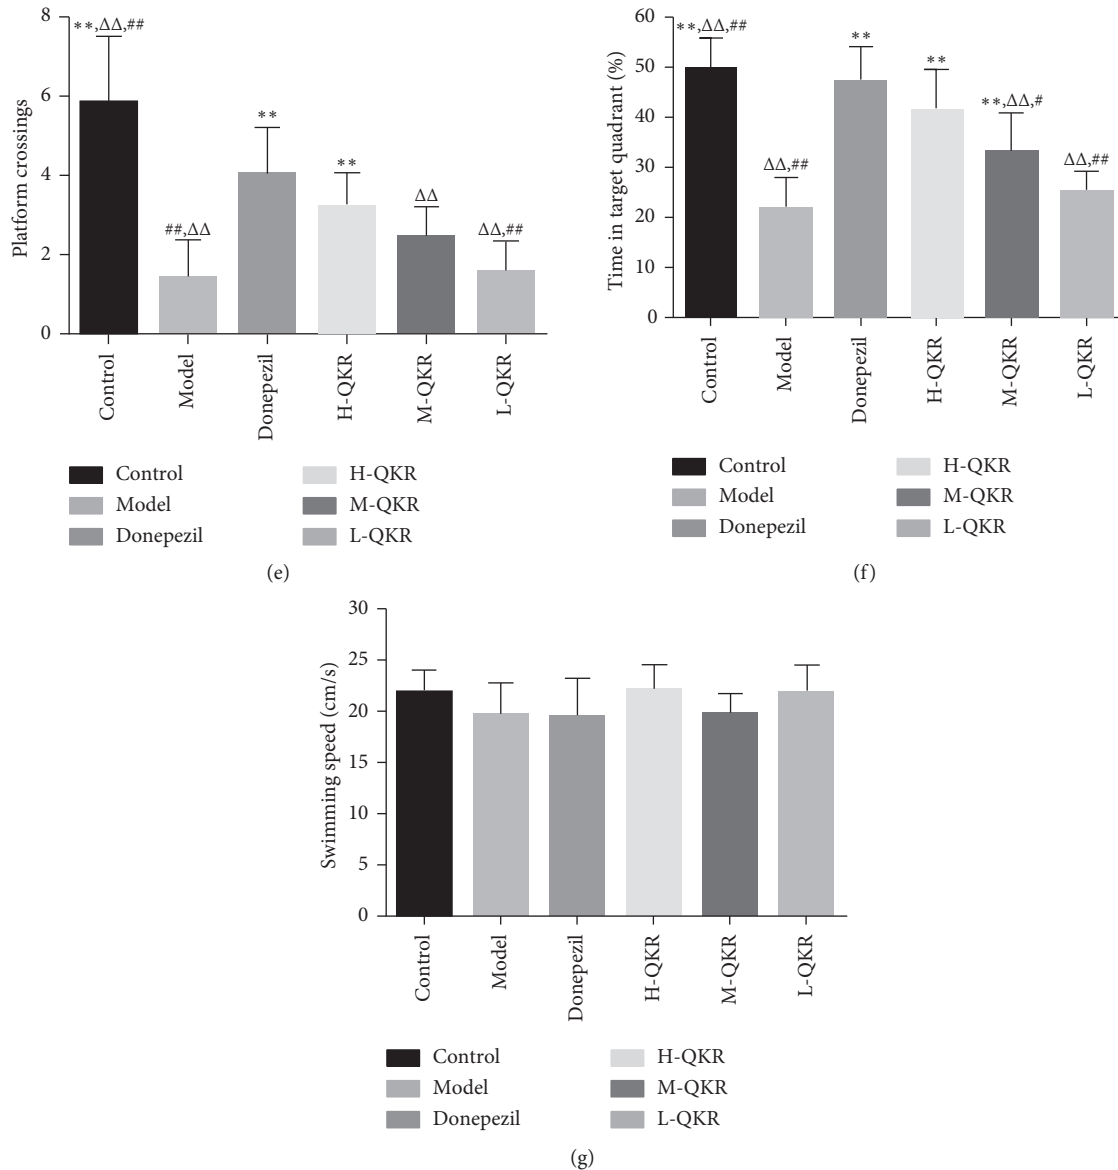 Platform crossings
8
6
4
2
0
**,ΔΔ,##
##,ΔΔ
**
**
ΔΔ
ΔΔ,##
Control
Model
Donepezil
H-QKR
M-QKR
L-QKR
Control
Model
Donepezil
H-QKR
M-QKR
L-QKR
(e)
Time in target quadrant (%)
60
50
40
30
20
10
0
**,ΔΔ,##
ΔΔ,##
**
**
**,ΔΔ,#
ΔΔ,##
Control
Model
Donepezil
H-QKR
M-QKR
L-QKR
Control
Model
Donepezil
H-QKR
M-QKR
L-QKR
(f)
Swimming speed (cm/s)
30
25
20
15
10
5
0
Control
Model
Donepezil
H-QKR
M-QKR
L-QKR
Control
Model
Donepezil
H-QKR
M-QKR
L-QKR
(g)